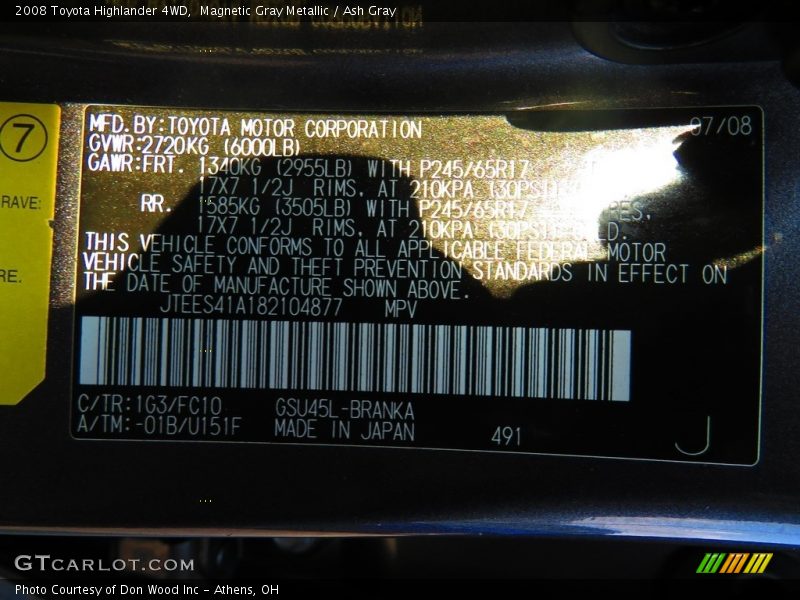 2008 Toyota Highlander 4WD, Magnetic Gray Metallic / Ash Gray
7
RAVE:
RE.
MFD. BY: TOYOTA MOTOR CORPORATION 07/08
GVWR: 2720KG (6000LB)
GAWR: FRT. 1340KG (2955LB) WITH P245/65R17
17X7 1/2J RIMS. AT 210KPA (30PSI)
RR. 1585KG (3505LB) WITH P245/65R17
17X7 1/2J RIMS. AT 210KPA (30PSI)
THIS VEHICLE CONFORMS TO ALL APPLICABLE FEDERAL MOTOR
VEHICLE SAFETY AND THEFT PREVENTION STANDARDS IN EFFECT ON
THE DATE OF MANUFACTURE SHOWN ABOVE.
JTEES41A182104877 MPV
C/TR: 1G3/FC10 GSU45L-BRANKA
A/TM: -01B/U151F MADE IN JAPAN 491 J
GTCARLOT.COM
Photo Courtesy of Don Wood Inc – Athens, OH